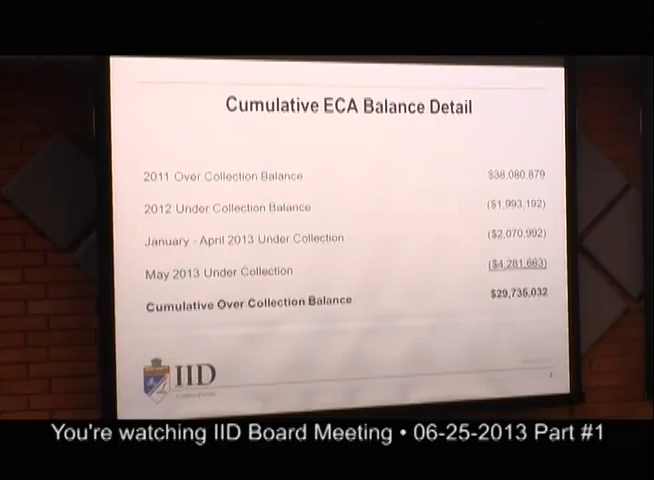 Cumulative ECA Balance Detail
2011 Over Collection Balance $38,080,879
2012 Under Collection Balance ($1,993,192)
January - April 2013 Under Collection ($2,070,992)
May 2013 Under Collection ($4,281,663)
Cumulative Over Collection Balance $29,735,032
IID
You're watching IID Board Meeting • 06-25-2013 Part #1